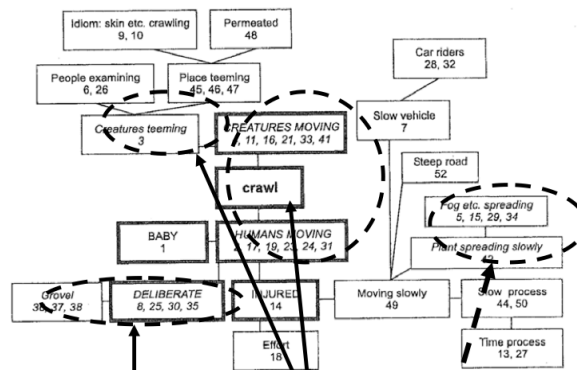 Idiom: skin etc. crawling
9, 10
Permeated
48
Car riders
28, 32
People examining
6, 26
Place teeming
45, 46, 47
Slow vehicle
7
Creatures teeming
3
CREATURES MOVING
11, 16, 21, 33, 41
Steep road
52
crawl
Fog etc. spreading
5, 15, 29, 34
BABY
1
HUMANS MOVING
17, 19, 23, 24, 31
Plant spreading slowly
Grovel
37, 38
DELIBERATE
8, 25, 30, 35
INJURED
14
Moving slowly
49
Slow process
44, 50
Effort
18
Time process
13, 27